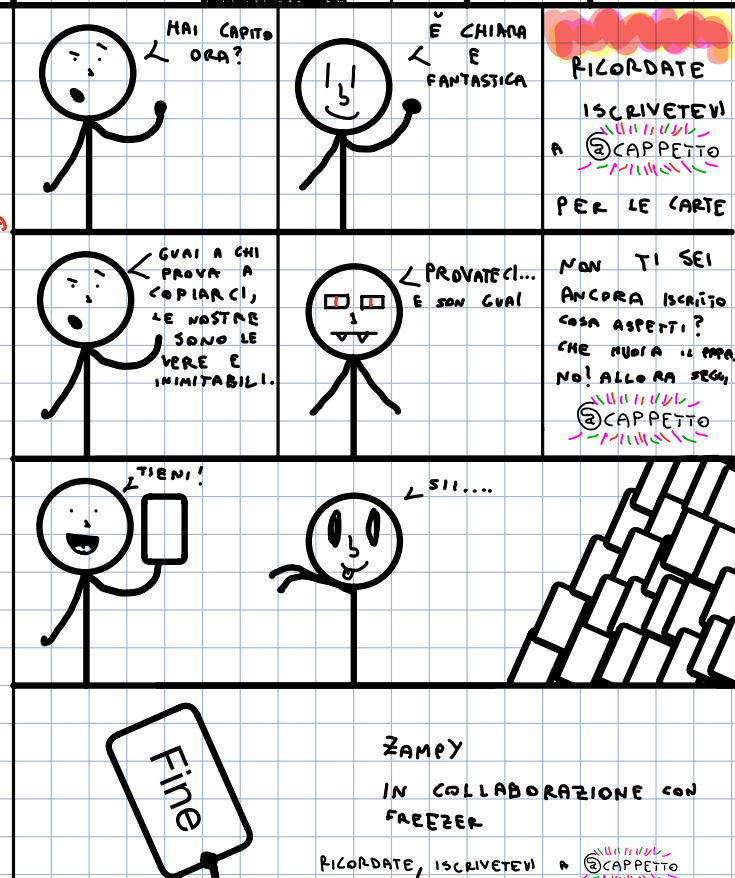 HAI CAPITO
ORA?
È CHIARA
E
FANTASTICA
RICORDATE
ISCRIVETEVI
A @CAPPETTO
PER LE CARTE
GUAI A CHI
PROVA A
COPIARCI,
LE NOSTRE
SONO LE
VERE E
INIMITABILI.
PROVATECI...
E SON GUAI
NON TI SEI
ANCORA ISCRITTO
COSA ASPETTI?
CHE MUOIA IL PAPA.
NO! ALLORA SEGUI
@CAPPETTO
TIENI!
SII....
Fine
ZAMPY
IN COLLABORAZIONE CON
FREEZER
RICORDATE, ISCRIVETEVI A @CAPPETTO